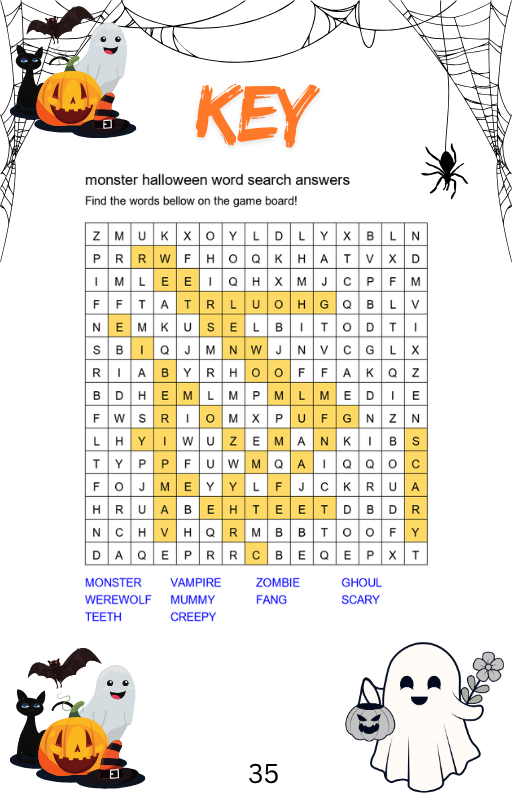 KEY
monster halloween word search answers
Find the words bellow on the game board!
Z M U K X O Y L D L Y X B L N
P R R W F H O Q K H A T V X D
I M L E E I Q H X M J C P F M
F F T A T R L U O H G Q B L V
N E M K U S E L B I T O D T I
S B I Q J M N W J N V C G L X
R I A B Y R H O O F F A K Q Z
B D H E M L M P M L M E D I E
F W S R I O M X P U F G N Z N
L H Y I W U Z E M A N K I B S
T Y P P F U W M Q A I Q Q O C
F O J M E Y Y L F J C K R U A
H R U A B E H T E E T D B D R
N C H V H Q R M B B T O O F Y
D A Q E P R R C B E Q E P X T
MONSTER VAMPIRE ZOMBIE GHOUL
WEREWOLF MUMMY FANG SCARY
TEETH CREEPY
35